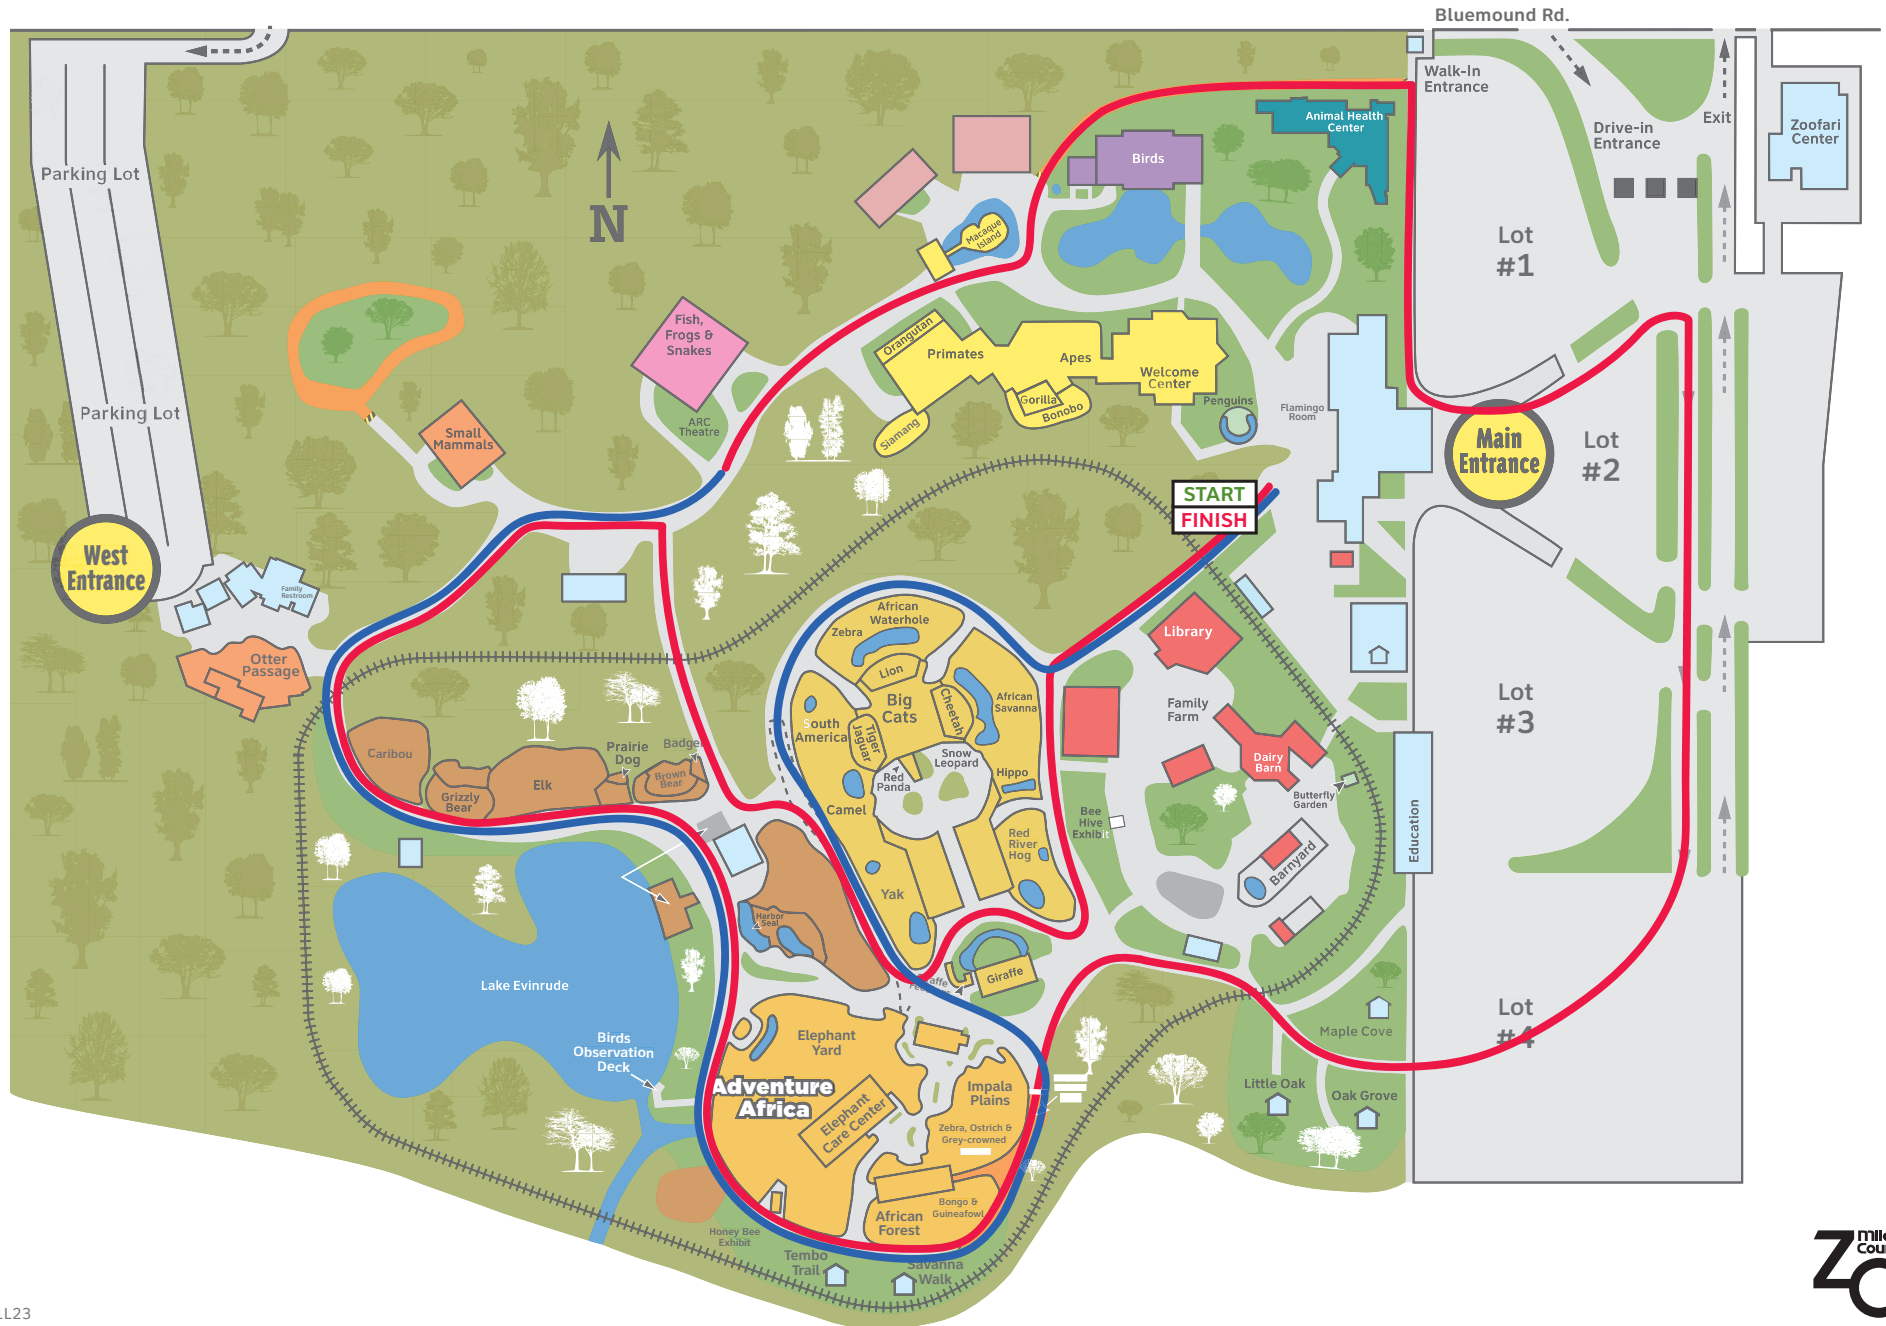 Bluemound Rd.
Walk-In
Entrance
Drive-in
Entrance
Exit
Zoofari
Center
Parking Lot
Parking Lot
N
Animal Health
Center
Birds
Macaque
Island
Lot
#1
Fish,
Frogs &
Snakes
ARC
Theatre
Orangutan
Primates
Apes
Welcome
Center
Gorilla
Bonobo
Siamang
Penguins
Flamingo
Room
Main
Entrance
Lot
#2
Small
Mammals
START
FINISH
West
Entrance
Family
Restroom
Otter
Passage
African
Waterhole
Zebra
Lion
Big
Cats
Cheetah
African
Savanna
South
America
Tiger
Jaguar
Snow
Leopard
Red
Panda
Hippo
Camel
Red
River
Hog
Yak
Library
Family
Farm
Dairy
Barn
Butterfly
Garden
Bee
Hive
Exhibit
Barnyard
Education
Lot
#3
Caribou
Grizzly
Bear
Elk
Prairie
Dog
Badger
Brown
Bear
Harbor
Seal
Giraffe
Lake Evinrude
Birds
Observation
Deck
Elephant
Yard
Adventure
Africa
Elephant
Care Center
Impala
Plains
Zebra, Ostrich &
Grey-crowned
Bongo &
Guineafowl
African
Forest
Honey Bee
Exhibit
Tembo
Trail
Savanna
Walk
Maple Cove
Little Oak
Oak Grove
Lot
#4
LL23